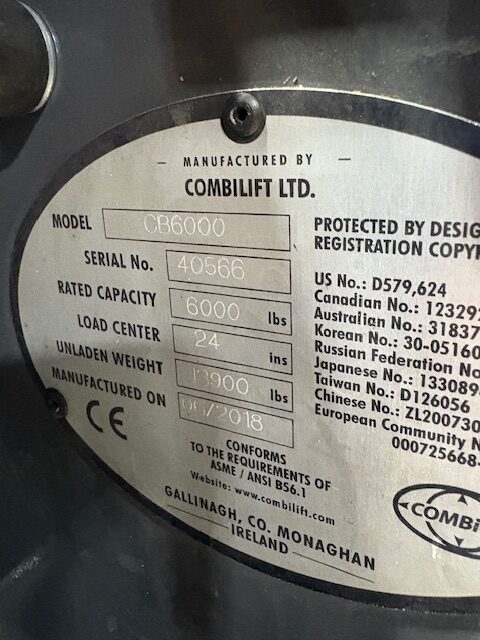 MANUFACTURED BY
COMBILIFT LTD.
MODEL CB6000
SERIAL No. 40566
RATED CAPACITY 6000 lbs
LOAD CENTER 24 ins
UNLADEN WEIGHT 13900 lbs
MANUFACTURED ON 06/2018
CE
CONFORMS
TO THE REQUIREMENTS OF
ASME / ANSI B56.1
Website: www.combilift.com
GALLINAGH, CO. MONAGHAN
IRELAND
PROTECTED BY DESIG
REGISTRATION COPY
US No.: D579,624
Canadian No.: 12329
Australian No.: 31837
Korean No.: 30-05160
Russian Federation No
Japanese No.: 133089
Taiwan No.: D126056
Chinese No.: ZL200730
European Community N
000725668-
COMBi